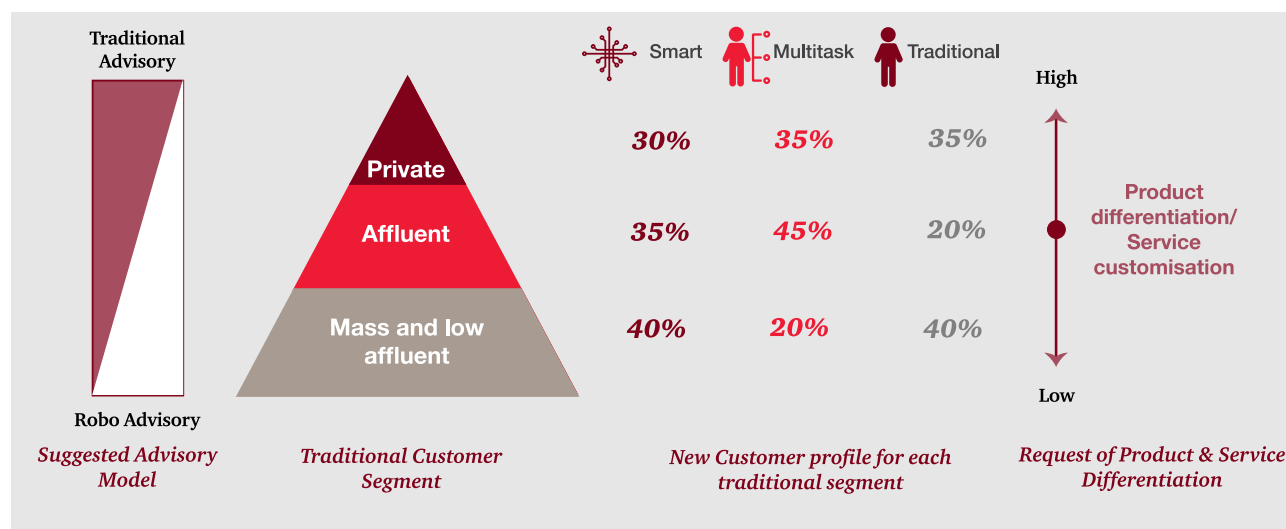 Traditional
Advisory
Smart
Multitask
Traditional
High
Private
30%
35%
35%
Affluent
35%
45%
20%
Product
differentiation/
Service
customisation
Mass and low
affluent
40%
20%
40%
Low
Robo Advisory
Suggested Advisory
Model
Traditional Customer
Segment
New Customer profile for each
traditional segment
Request of Product & Service
Differentiation